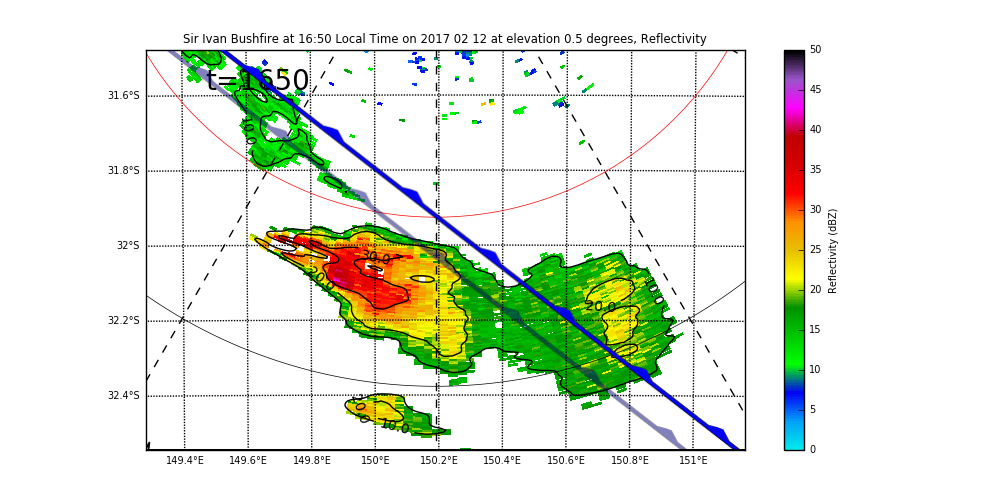 Sir Ivan Bushfire at 16:50 Local Time on 2017 02 12 at elevation 0.5 degrees, Reflectivity
t=1650
31.6°S
31.8°S
32°S
32.2°S
32.4°S
149.4°E 149.6°E 149.8°E 150°E 150.2°E 150.4°E 150.6°E 150.8°E 151°E
10.0
30.0
20.0
20.0
10.0
50
45
40
35
30
25
20
15
10
5
0
Reflectivity (dBZ)